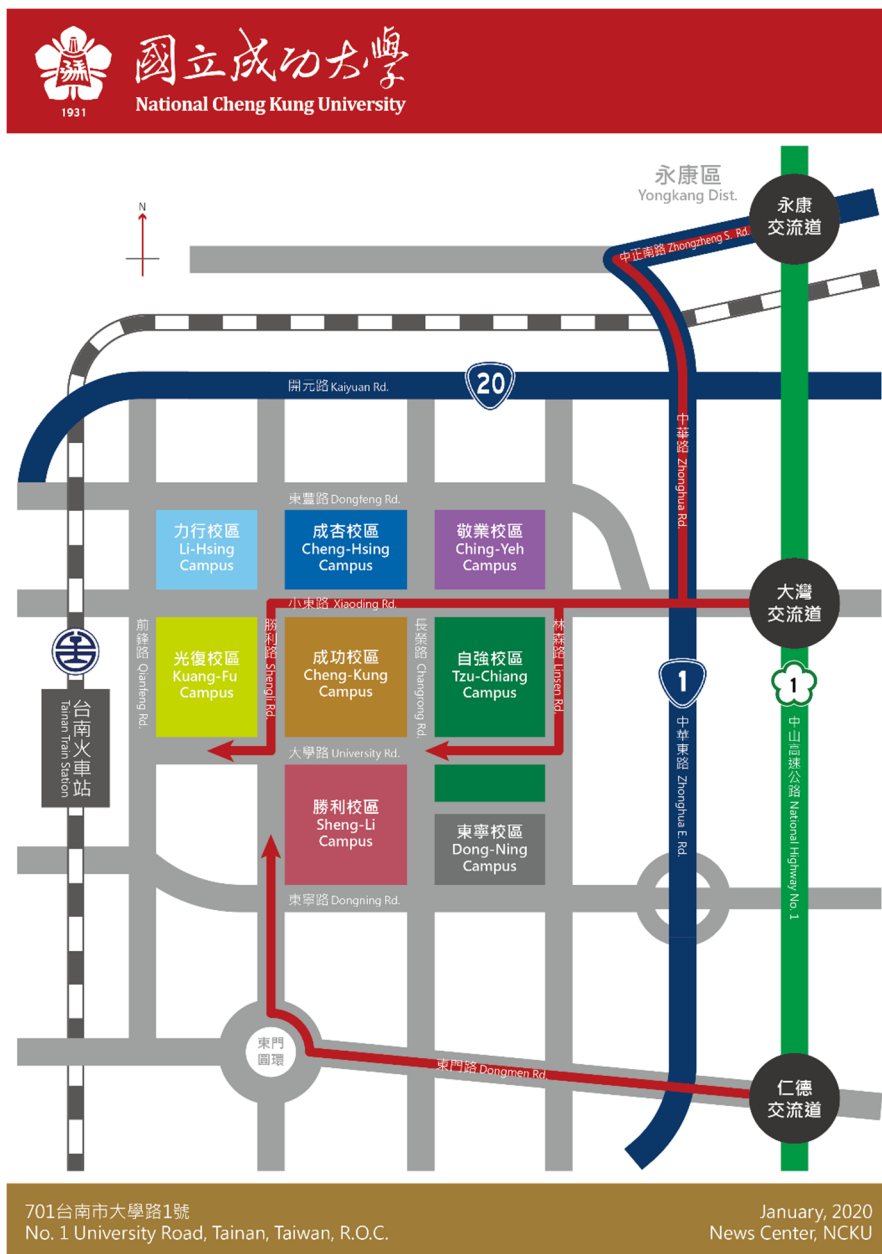 國立成功大學
National Cheng Kung University
1931
永康區
Yongkang Dist.
N
永康
交流道
中正南路 Zhongzheng S. Rd.
開元路 Kaiyuan Rd.
20
中華路 Zhonghua Rd.
東豐路 Dongfeng Rd.
力行校區
Li-Hsing
Campus
成杏校區
Cheng-Hsing
Campus
敬業校區
Ching-Yeh
Campus
小東路 Xiaoding Rd.
大灣
交流道
前鋒路 Qianfeng Rd.
光復校區
Kuang-Fu
Campus
勝利路 Shengli Rd.
成功校區
Cheng-Kung
Campus
長榮路 Changrong Rd.
自強校區
Tzu-Chiang
Campus
林森路 Linsen Rd.
1
1
台南火車站
Tainan Train Station
大學路 University Rd.
中華東路 Zhonghua E. Rd.
中山高速公路 National Highway No. 1
勝利校區
Sheng-Li
Campus
東寧校區
Dong-Ning
Campus
東寧路 Dongning Rd.
東門
圓環
東門路 Dongmen Rd.
仁德
交流道
701台南市大學路1號
No. 1 University Road, Tainan, Taiwan, R.O.C.
January, 2020
News Center, NCKU